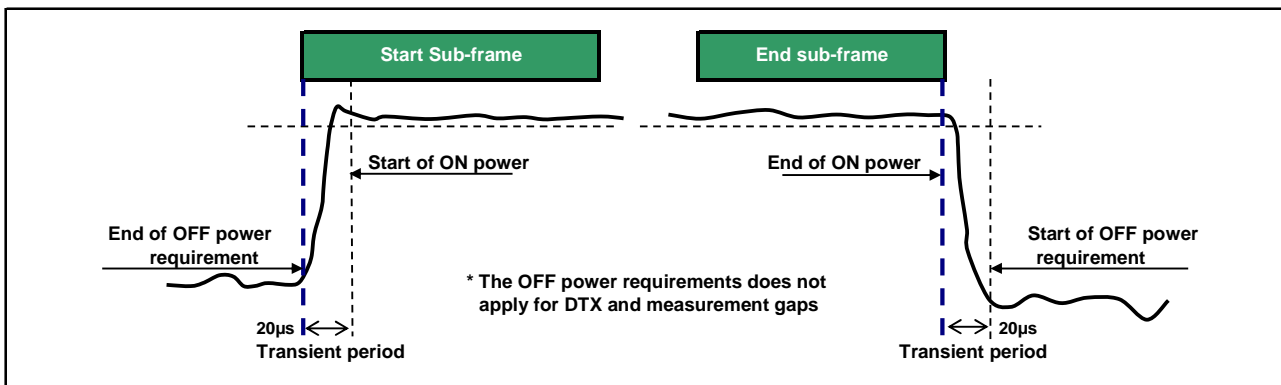 Start Sub-frame
End sub-frame
Start of ON power
End of ON power
End of OFF power
requirement
Start of OFF power
requirement
* The OFF power requirements does not
apply for DTX and measurement gaps
20µs
Transient period
20µs
Transient period